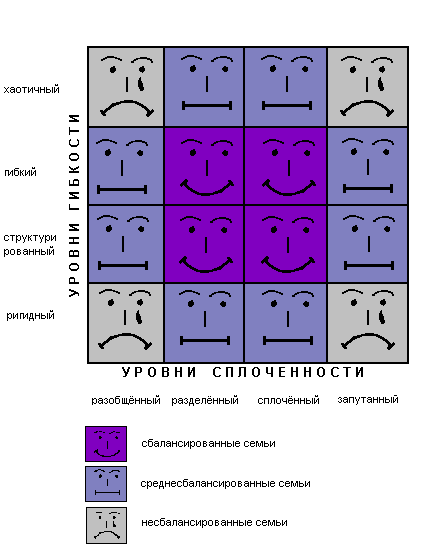 хаотичный
гибкий
структури
рованный
ригидный
УРОВНИ ГИБКОСТИ
УРОВНИ СПЛОЧЕННОСТИ
разобщённый разделённый сплочённый запутанный
сбалансированные семьи
среднесбалансированные семьи
несбалансированные семьи